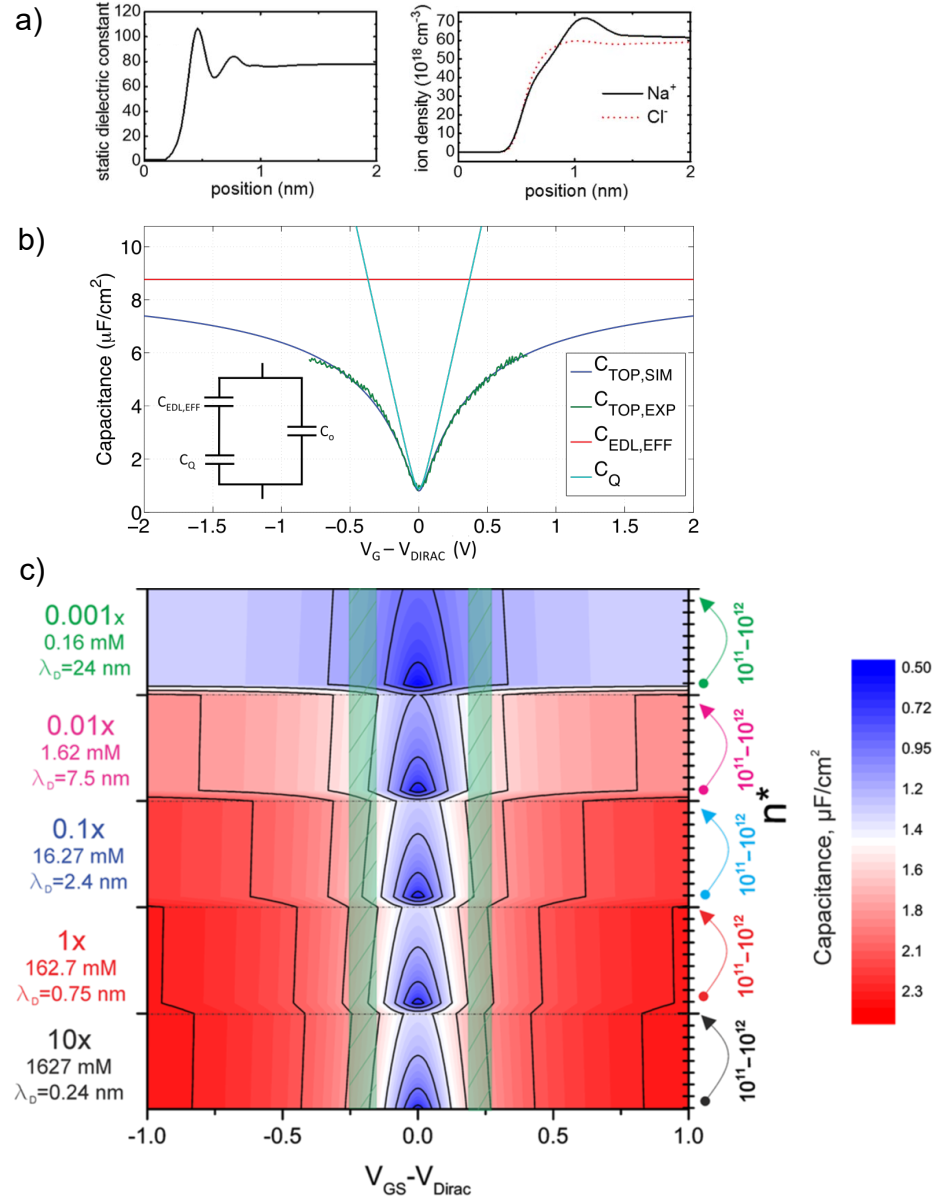 a)
static dielectric constant
120
100
80
60
40
20
0
0
1
2
position (nm)
ion density (10¹⁸ cm⁻³)
70
60
50
40
30
20
10
0
Na⁺
Cl⁻
0
1
2
position (nm)
b)
Capacitance (µF/cm²)
10
8
6
4
2
0
C_EDL,EFF
C_Q
C_o
C_TOP,SIM
C_TOP,EXP
C_EDL,EFF
C_Q
−2 −1.5 −1 −0.5 0 0.5 1 1.5 2
V_G − V_DIRAC (V)
c)
0.001x
0.16 mM
λ_D=24 nm
0.01x
1.62 mM
λ_D=7.5 nm
0.1x
16.27 mM
λ_D=2.4 nm
1x
162.7 mM
λ_D=0.75 nm
10x
1627 mM
λ_D=0.24 nm
10¹¹−10¹²
10¹¹−10¹²
10¹¹−10¹²
10¹¹−10¹²
10¹¹−10¹²
n*
Capacitance, µF/cm²
0.50
0.72
0.95
1.2
1.4
1.6
1.8
2.1
2.3
-1.0 -0.5 0.0 0.5 1.0
V_GS-V_Dirac